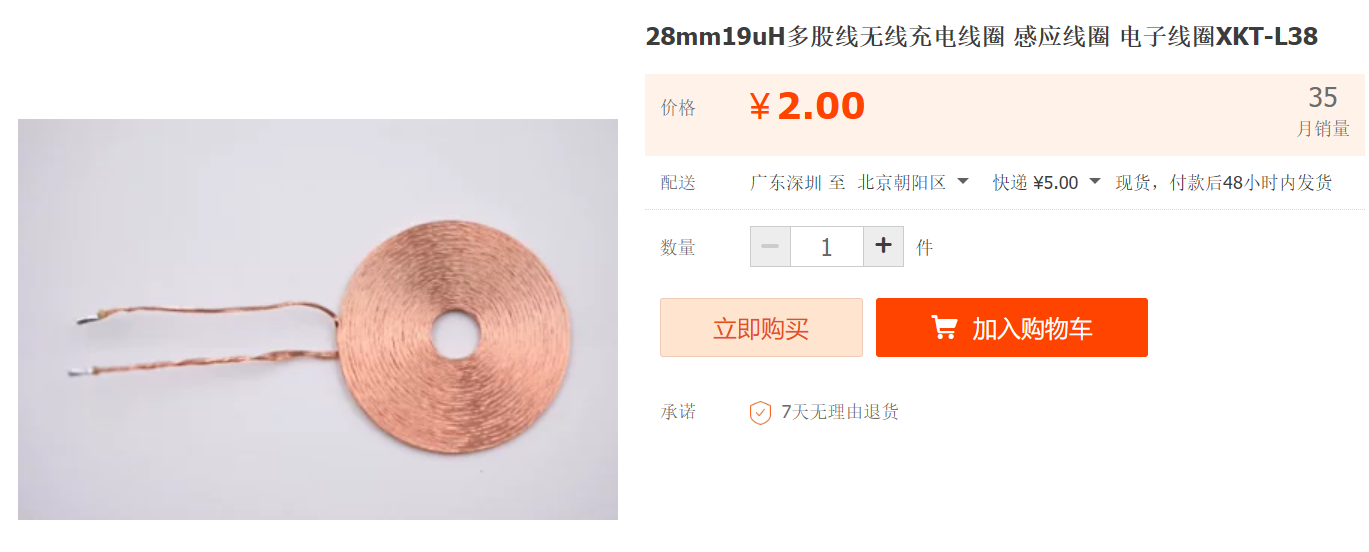 28mm19uH多股线无线充电线圈 感应线圈 电子线圈XKT-L38
价格 ￥2.00 35
月销量
配送 广东深圳 至 北京朝阳区 快递 ¥5.00 现货，付款后48小时内发货
数量 1 件
立即购买 加入购物车
承诺 7天无理由退货